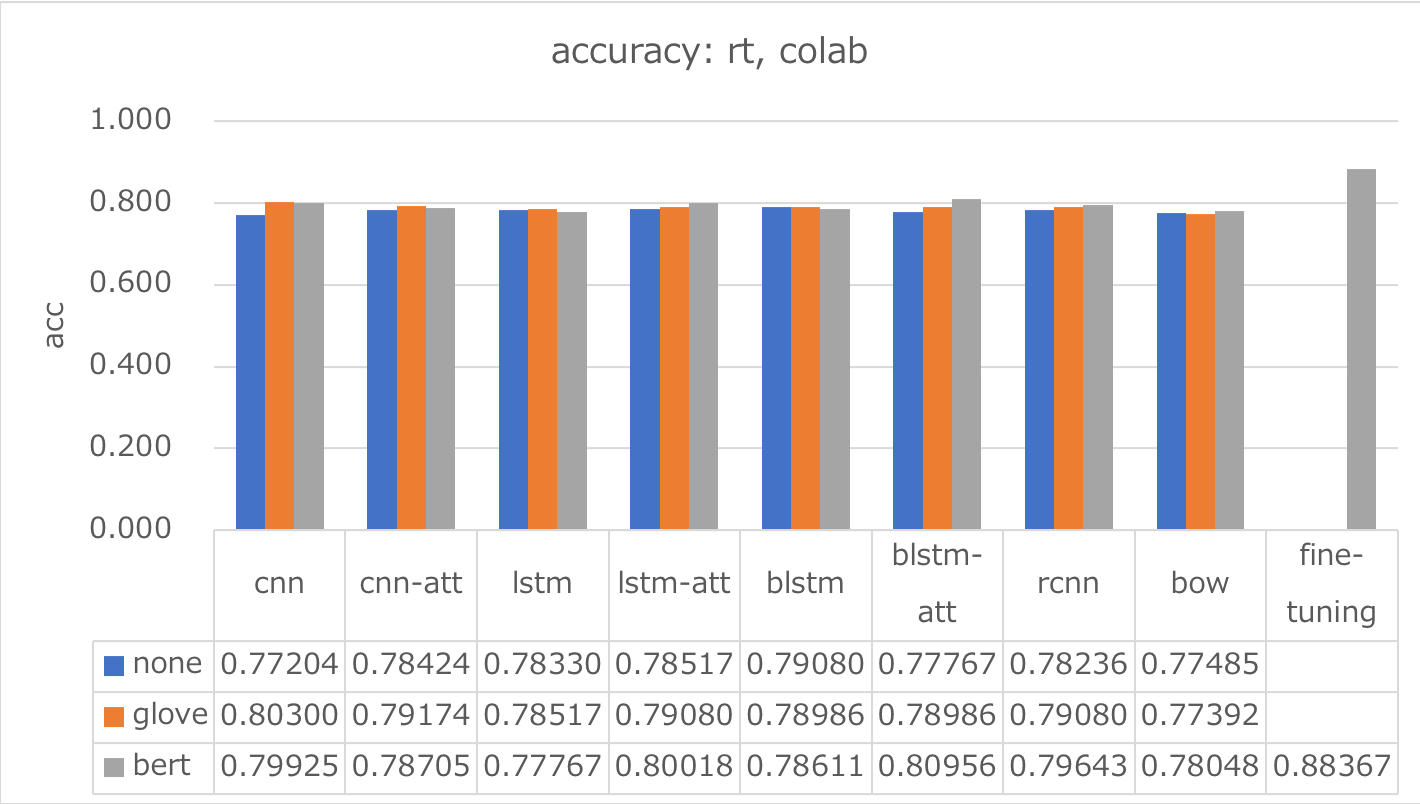 accuracy: rt, colab
1.000
0.800
0.600
0.400
0.200
0.000
acc
cnn cnn-att lstm lstm-att blstm blstm-att rcnn bow fine-tuning
none 0.77204 0.78424 0.78330 0.78517 0.79080 0.77767 0.78236 0.77485
glove 0.80300 0.79174 0.78517 0.79080 0.78986 0.78986 0.79080 0.77392
bert 0.79925 0.78705 0.77767 0.80018 0.78611 0.80956 0.79643 0.78048 0.88367